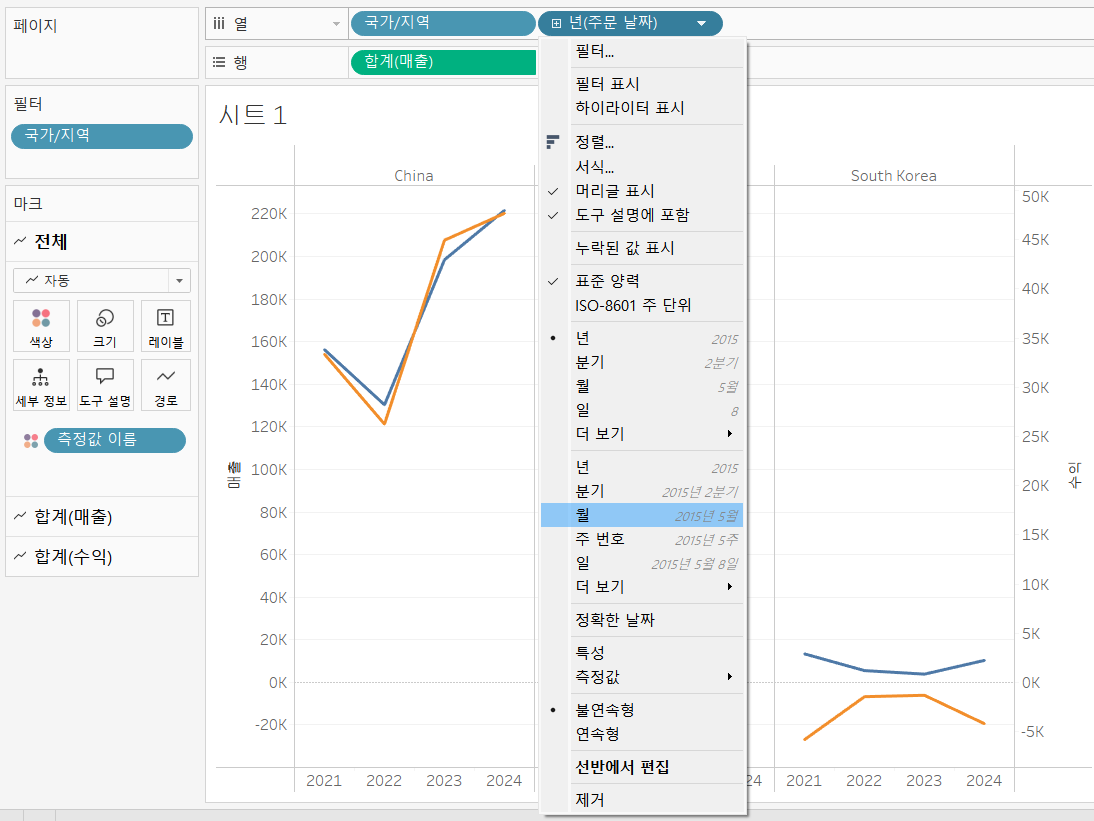 페이지
iii 열
국가/지역
년(주문 날짜)
행
합계(매출)
필터
국가/지역
마크
전체
자동
색상
크기
레이블
세부 정보
도구 설명
경로
측정값 이름
합계(매출)
합계(수익)
시트 1
China
South Korea
220K
200K
180K
160K
140K
120K
100K
80K
60K
40K
20K
0K
-20K
매출
2021
2022
2023
2024
24
2021
2022
2023
2024
50K
45K
40K
35K
30K
25K
20K
15K
10K
5K
0K
-5K
수익
필터...
필터 표시
하이라이터 표시
정렬...
서식...
머리글 표시
도구 설명에 포함
누락된 값 표시
표준 양력
ISO-8601 주 단위
년 2015
분기 2분기
월 5월
일 8
더 보기
년 2015
분기 2015년 2분기
월 2015년 5월
주 번호 2015년 5주
일 2015년 5월 8일
더 보기
정확한 날짜
특성
측정값
불연속형
연속형
선반에서 편집
제거